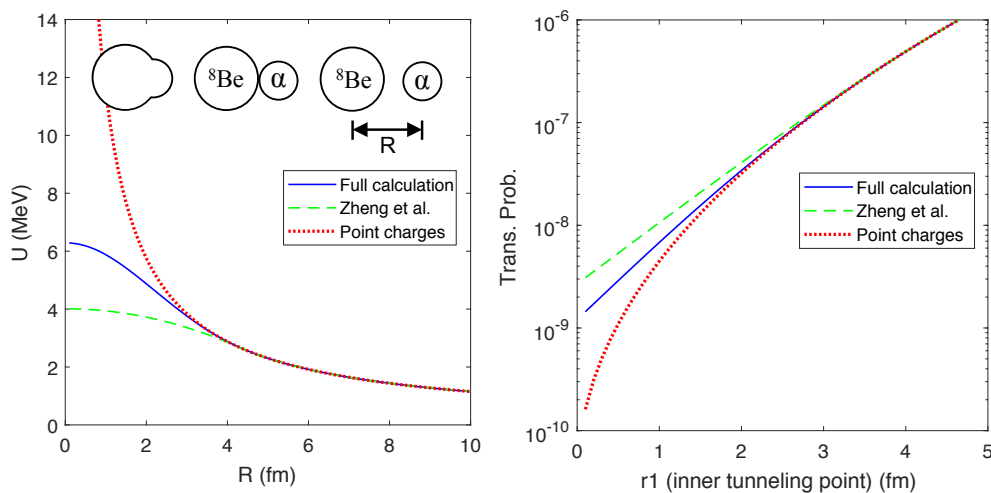 14
12
10
8
6
4
2
0
U (MeV)
⁸Be
α
⁸Be
α
R
Full calculation
Zheng et al.
Point charges
0
2
4
6
8
10
R (fm)
10⁻⁶
10⁻⁷
10⁻⁸
10⁻⁹
10⁻¹⁰
Trans. Prob.
Full calculation
Zheng et al.
Point charges
0
1
2
3
4
5
r1 (inner tunneling point) (fm)